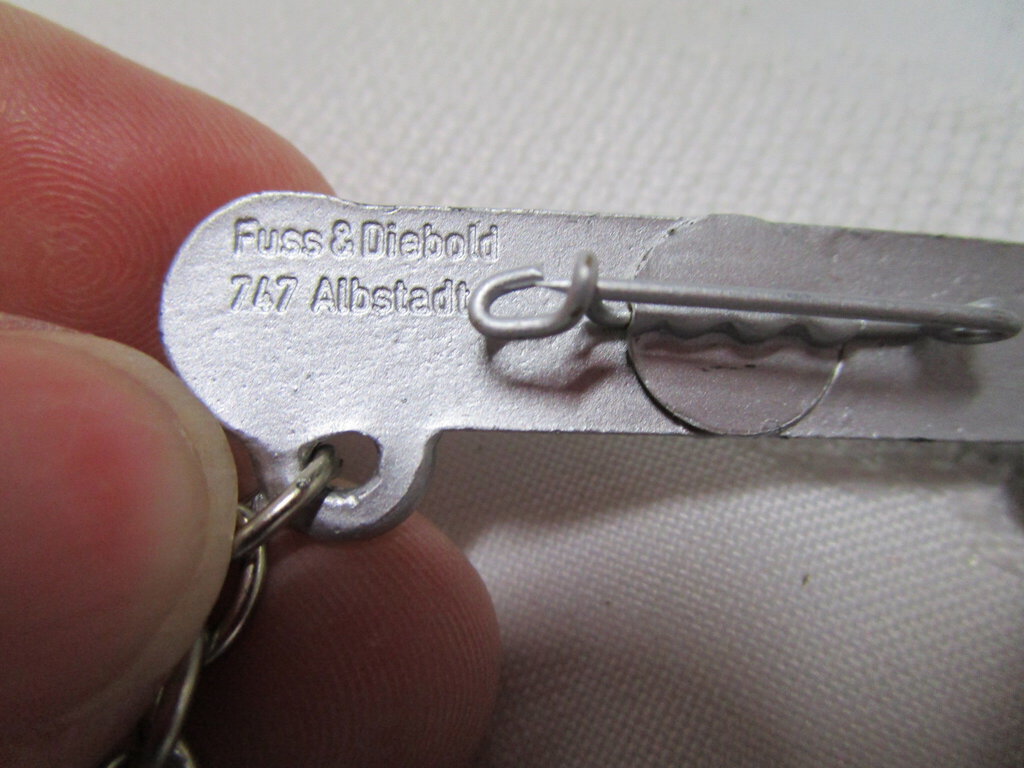 Fuss & Diebold
747 Albstadt